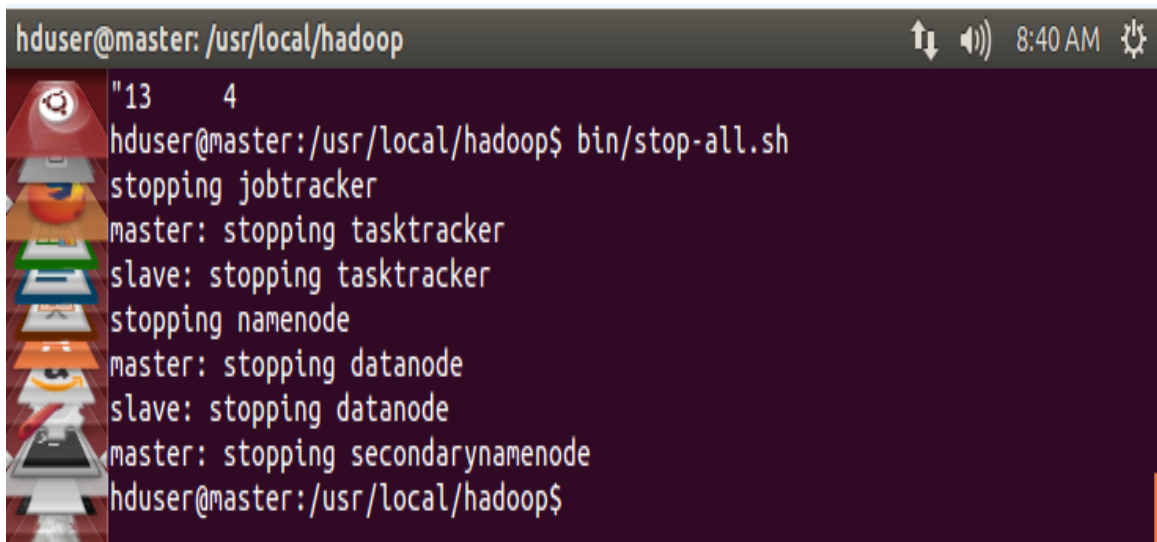 hduser@master: /usr/local/hadoop 8:40 AM
"13     4
hduser@master:/usr/local/hadoop$ bin/stop-all.sh
stopping jobtracker
master: stopping tasktracker
slave: stopping tasktracker
stopping namenode
master: stopping datanode
slave: stopping datanode
master: stopping secondarynamenode
hduser@master:/usr/local/hadoop$